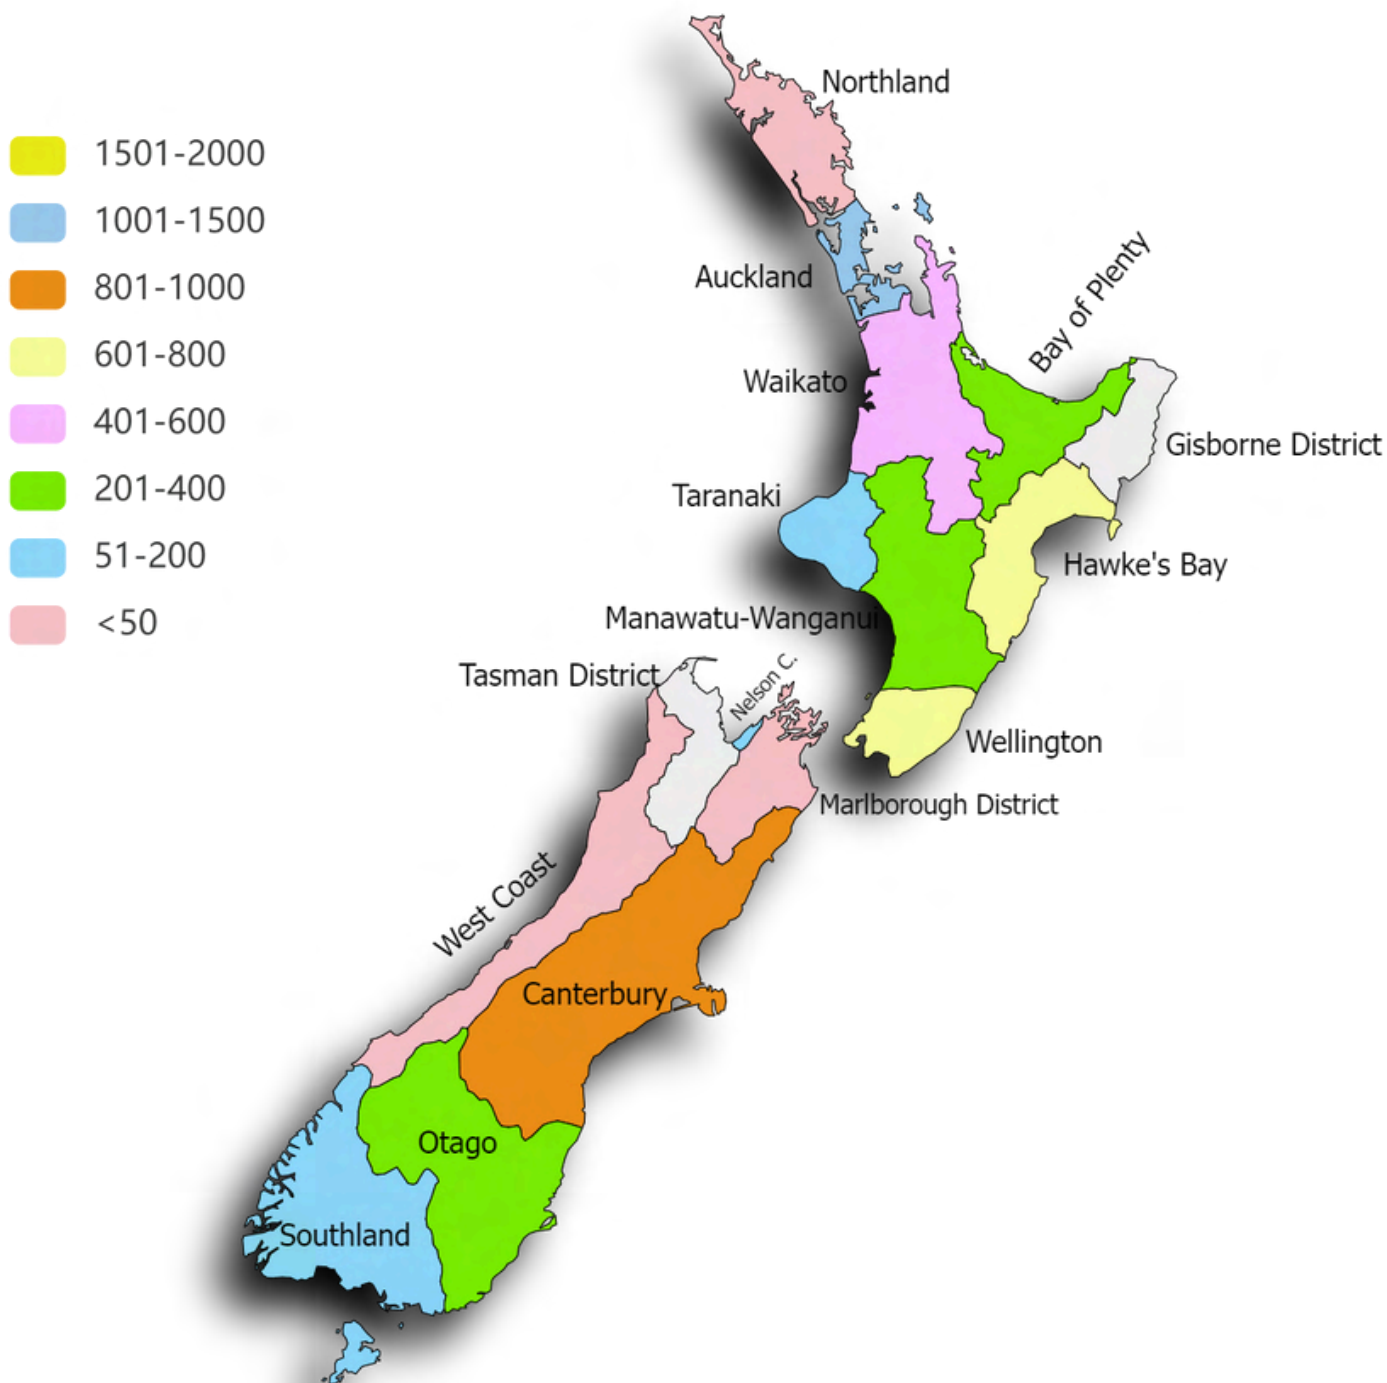 Northland
1501-2000
1001-1500
Auckland
801-1000
Bay of Plenty
601-800
Waikato
401-600
Gisborne District
201-400
Taranaki
51-200
Hawke's Bay
<50
Manawatu-Wanganui
Tasman District
Nelson C.
Wellington
Marlborough District
West Coast
Canterbury
Otago
Southland